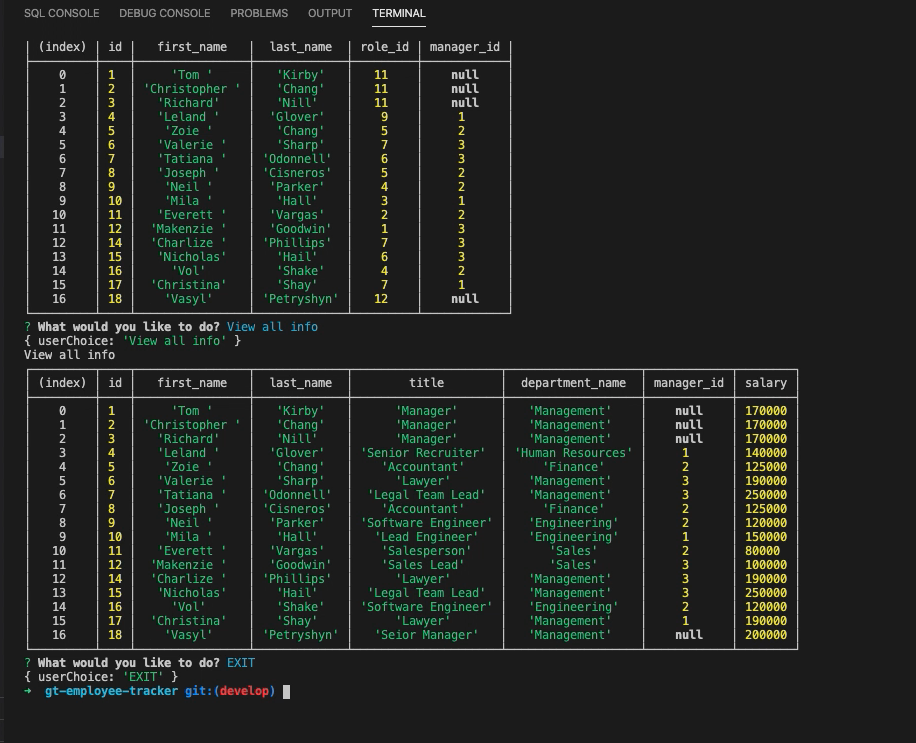 SQL CONSOLE DEBUG CONSOLE PROBLEMS OUTPUT TERMINAL
(index) id first_name last_name role_id manager_id
0 1 'Tom ' 'Kirby' 11 null
1 2 'Christopher ' 'Chang' 11 null
2 3 'Richard' 'Nill' 11 null
3 4 'Leland ' 'Glover' 9 1
4 5 'Zoie ' 'Chang' 5 2
5 6 'Valerie ' 'Sharp' 7 3
6 7 'Tatiana ' 'Odonnell' 6 3
7 8 'Joseph ' 'Cisneros' 5 2
8 9 'Neil ' 'Parker' 4 2
9 10 'Mila ' 'Hall' 3 1
10 11 'Everett ' 'Vargas' 2 2
11 12 'Makenzie ' 'Goodwin' 1 3
12 14 'Charlize ' 'Phillips' 7 3
13 15 'Nicholas' 'Hail' 6 3
14 16 'Vol' 'Shake' 4 2
15 17 'Christina' 'Shay' 7 1
16 18 'Vasyl' 'Petryshyn' 12 null
? What would you like to do? View all info
{ userChoice: 'View all info' }
View all info
(index) id first_name last_name title department_name manager_id salary
0 1 'Tom ' 'Kirby' 'Manager' 'Management' null 170000
1 2 'Christopher ' 'Chang' 'Manager' 'Management' null 170000
2 3 'Richard' 'Nill' 'Manager' 'Management' null 170000
3 4 'Leland ' 'Glover' 'Senior Recruiter' 'Human Resources' 1 140000
4 5 'Zoie ' 'Chang' 'Accountant' 'Finance' 2 125000
5 6 'Valerie ' 'Sharp' 'Lawyer' 'Management' 3 190000
6 7 'Tatiana ' 'Odonnell' 'Legal Team Lead' 'Management' 3 250000
7 8 'Joseph ' 'Cisneros' 'Accountant' 'Finance' 2 125000
8 9 'Neil ' 'Parker' 'Software Engineer' 'Engineering' 2 120000
9 10 'Mila ' 'Hall' 'Lead Engineer' 'Engineering' 1 150000
10 11 'Everett ' 'Vargas' 'Salesperson' 'Sales' 2 80000
11 12 'Makenzie ' 'Goodwin' 'Sales Lead' 'Sales' 3 100000
12 14 'Charlize ' 'Phillips' 'Lawyer' 'Management' 3 190000
13 15 'Nicholas' 'Hail' 'Legal Team Lead' 'Management' 3 250000
14 16 'Vol' 'Shake' 'Software Engineer' 'Engineering' 2 120000
15 17 'Christina' 'Shay' 'Lawyer' 'Management' 1 190000
16 18 'Vasyl' 'Petryshyn' 'Seior Manager' 'Management' null 200000
? What would you like to do? EXIT
{ userChoice: 'EXIT' }
→ gt-employee-tracker git:(develop)